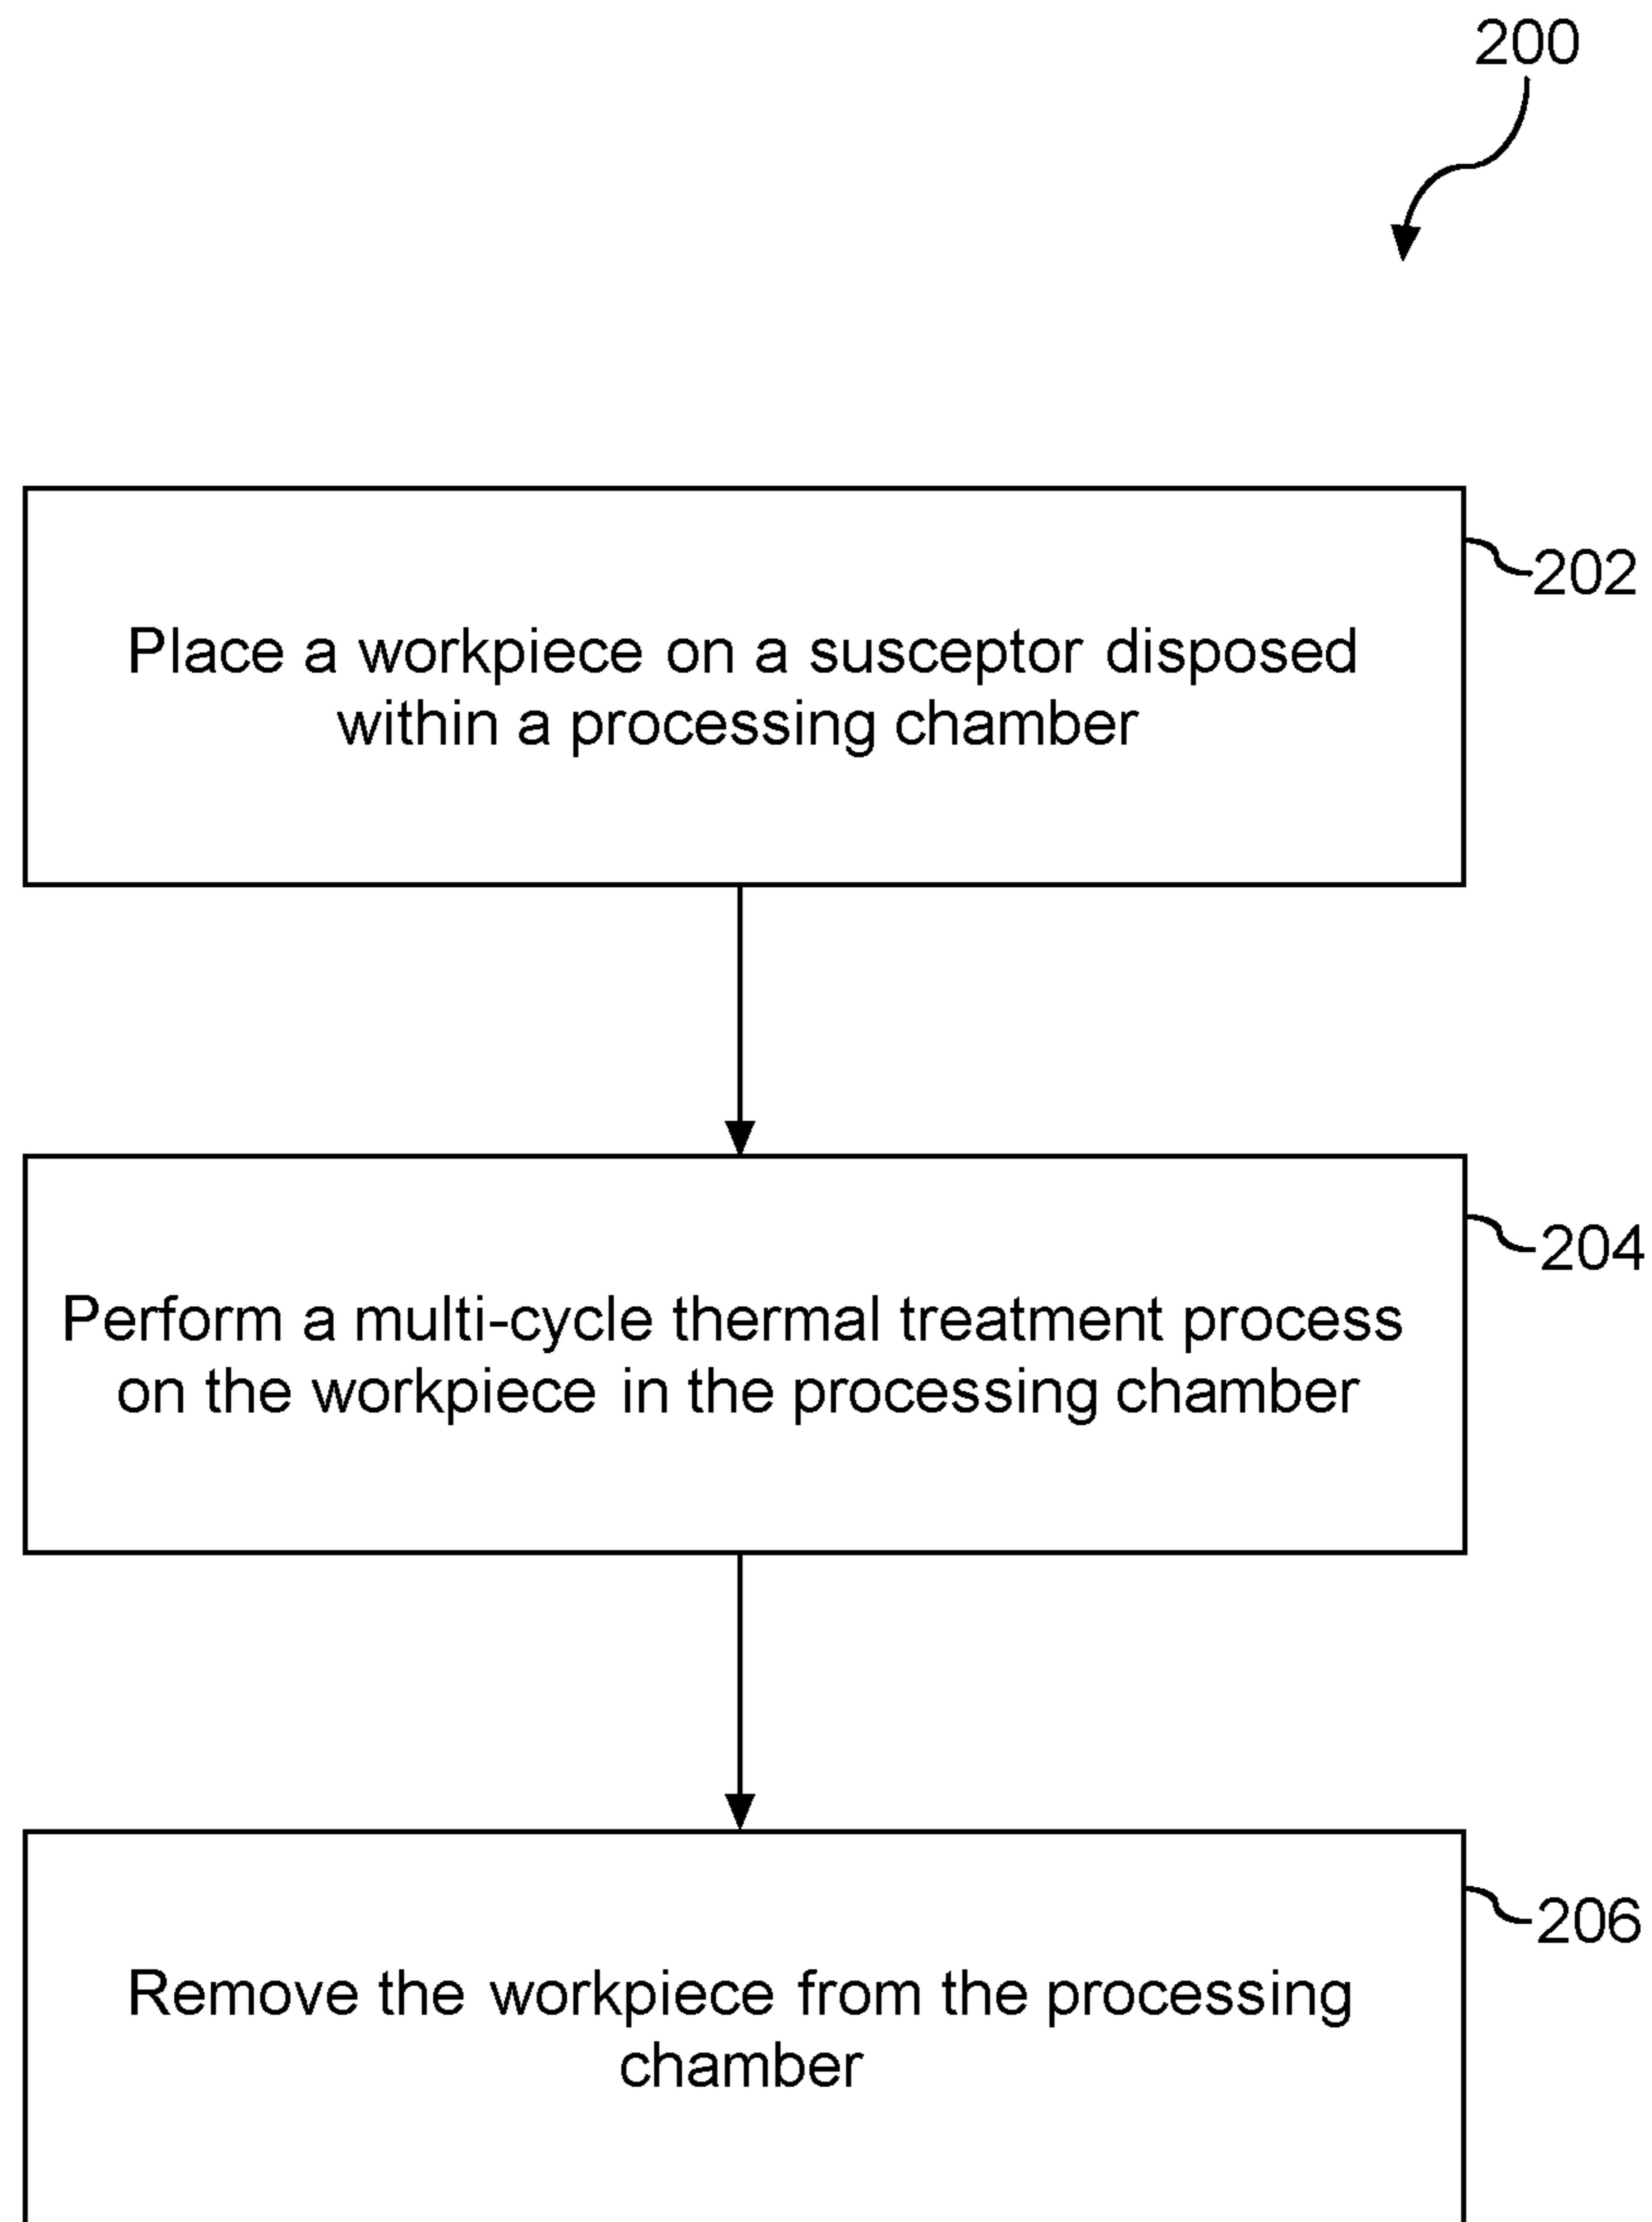 200
202
Place a workpiece on a susceptor disposed
within a processing chamber
204
Perform a multi-cycle thermal treatment process
on the workpiece in the processing chamber
206
Remove the workpiece from the processing
chamber